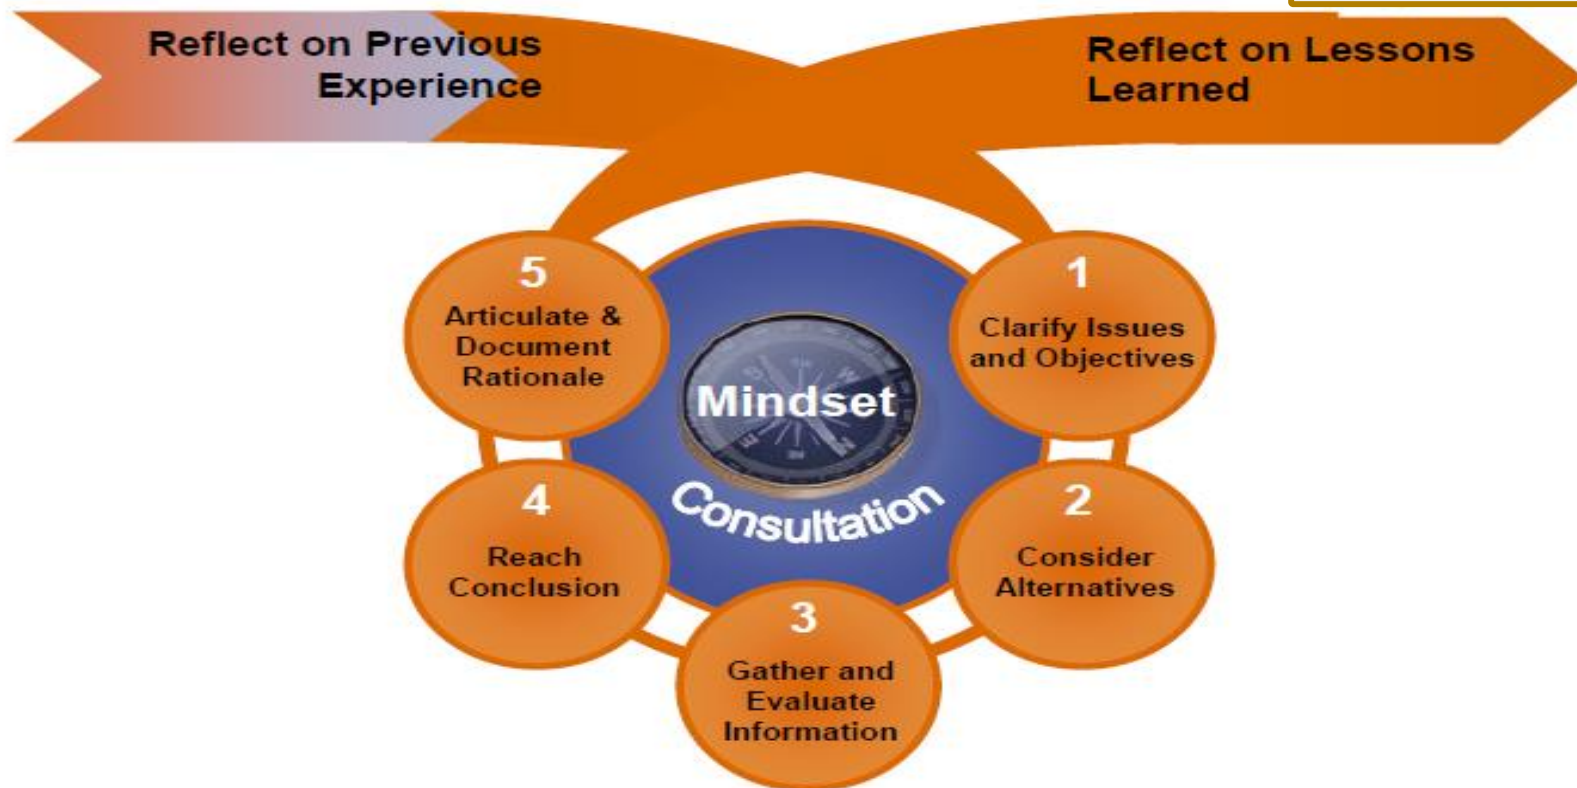 Reflect on Previous
Experience
Reflect on Lessons
Learned
1
Clarify Issues
and Objectives
2
Consider
Alternatives
3
Gather and
Evaluate
Information
4
Reach
Conclusion
5
Articulate &
Document
Rationale
Mindset
Consultation